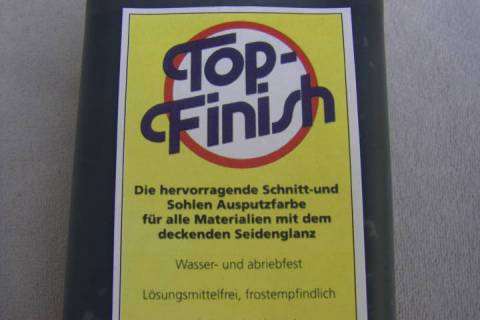 Top-
Finish
Die hervorragende Schnitt-und
Sohlen Ausputzfarbe
für alle Materialien mit dem
deckenden Seidenglanz
Wasser- und abriebfest
Lösungsmittelfrei, frostempfindlich